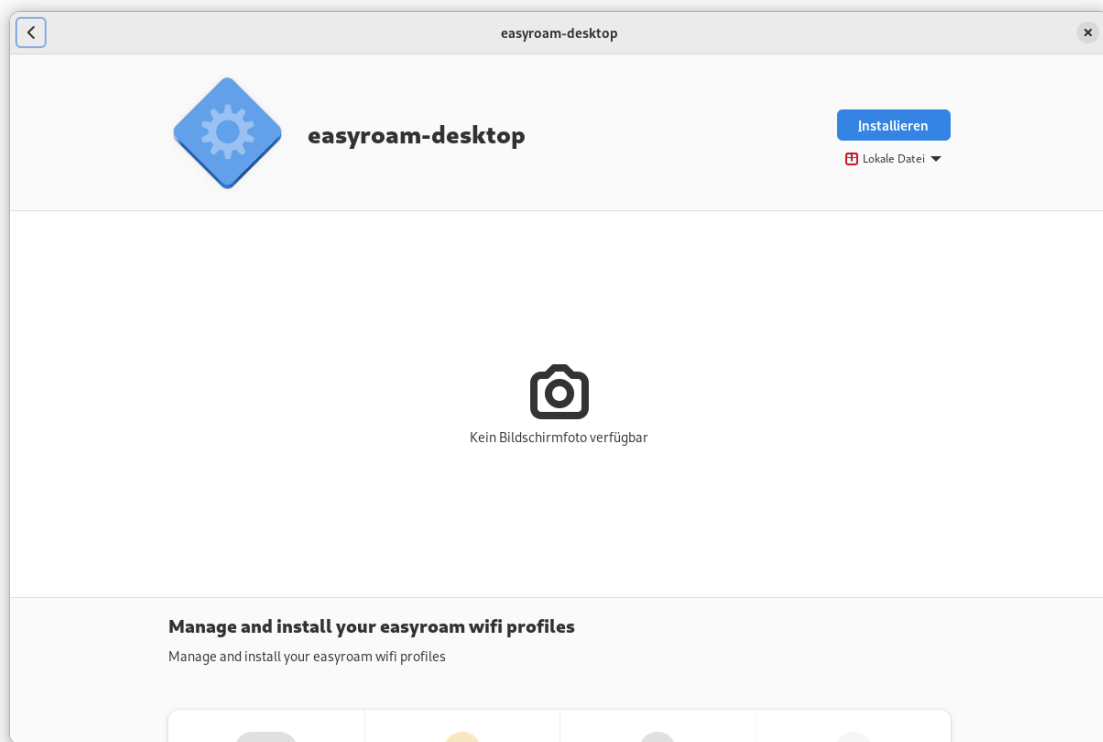 easyroam-desktop
easyroam-desktop
Installieren
Lokale Datei
Kein Bildschirmfoto verfügbar
Manage and install your easyroam wifi profiles
Manage and install your easyroam wifi profiles